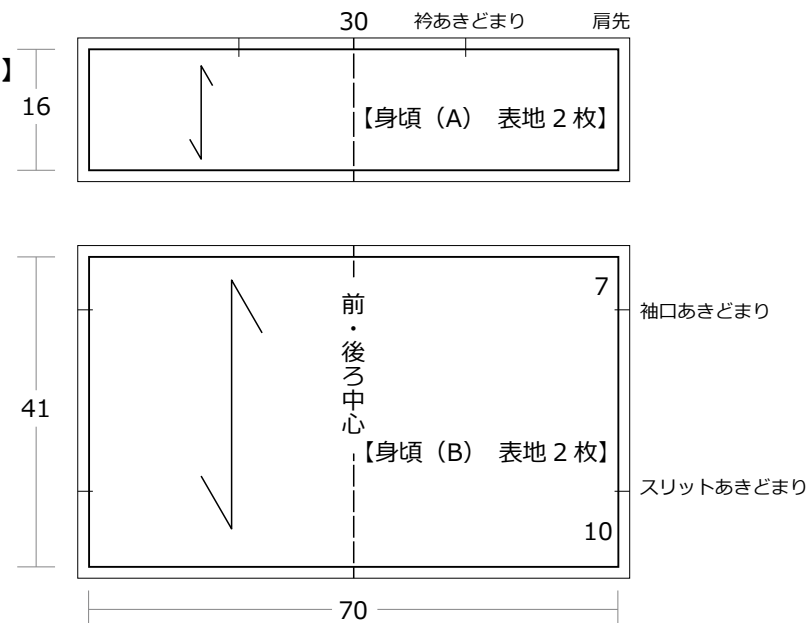 30
衿あきどまり
肩先
】
16
【身頃（A） 表地２枚】
7
前・後ろ中心
袖口あきどまり
41
【身頃（B） 表地２枚】
スリットあきどまり
10
70